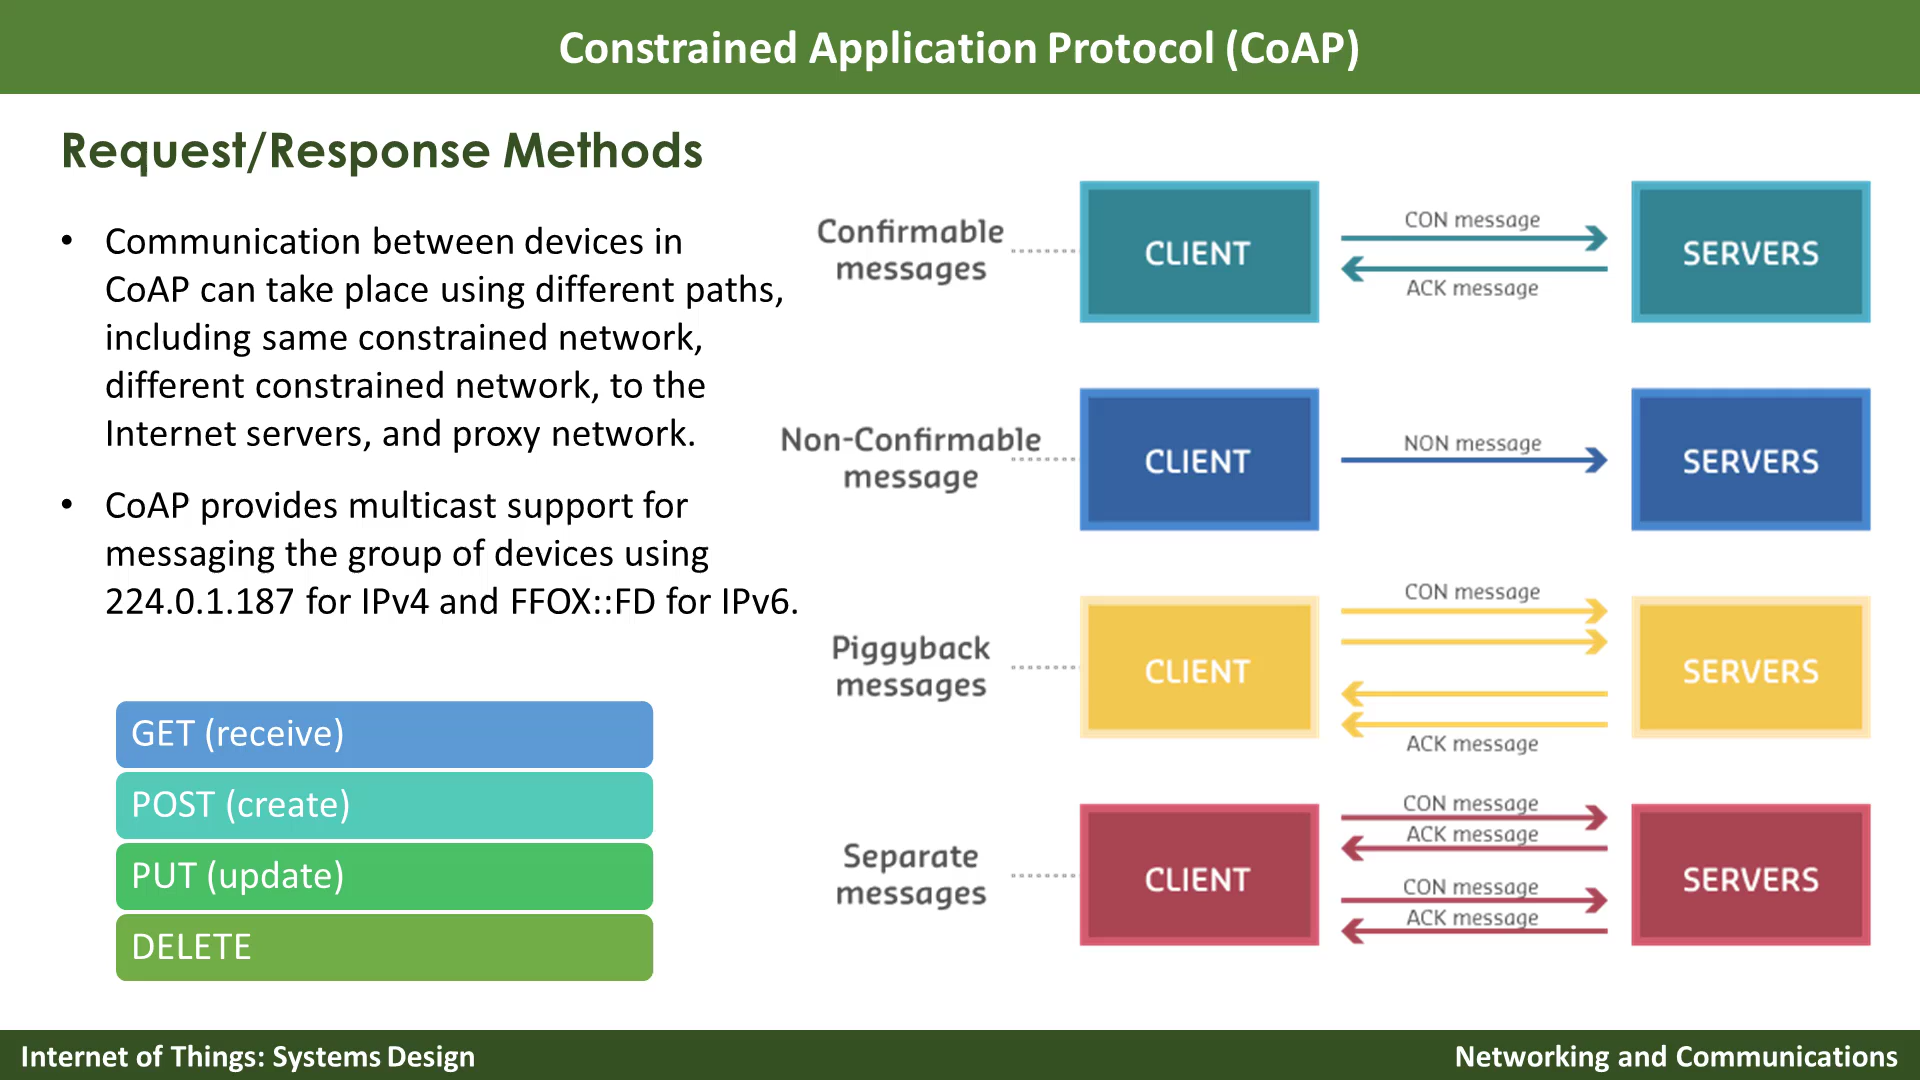 Constrained Application Protocol (CoAP)
Request/Response Methods
• Communication between devices in
CoAP can take place using different paths,
including same constrained network,
different constrained network, to the
Internet servers, and proxy network.
• CoAP provides multicast support for
messaging the group of devices using
224.0.1.187 for IPv4 and FFOX::FD for IPv6.
GET (receive)
POST (create)
PUT (update)
DELETE
Confirmable
messages
CLIENT
CON message
ACK message
SERVERS
Non-Confirmable
message
CLIENT
NON message
SERVERS
Piggyback
messages
CLIENT
CON message
ACK message
SERVERS
Separate
messages
CLIENT
CON message
ACK message
CON message
ACK message
SERVERS
Internet of Things: Systems Design
Networking and Communications